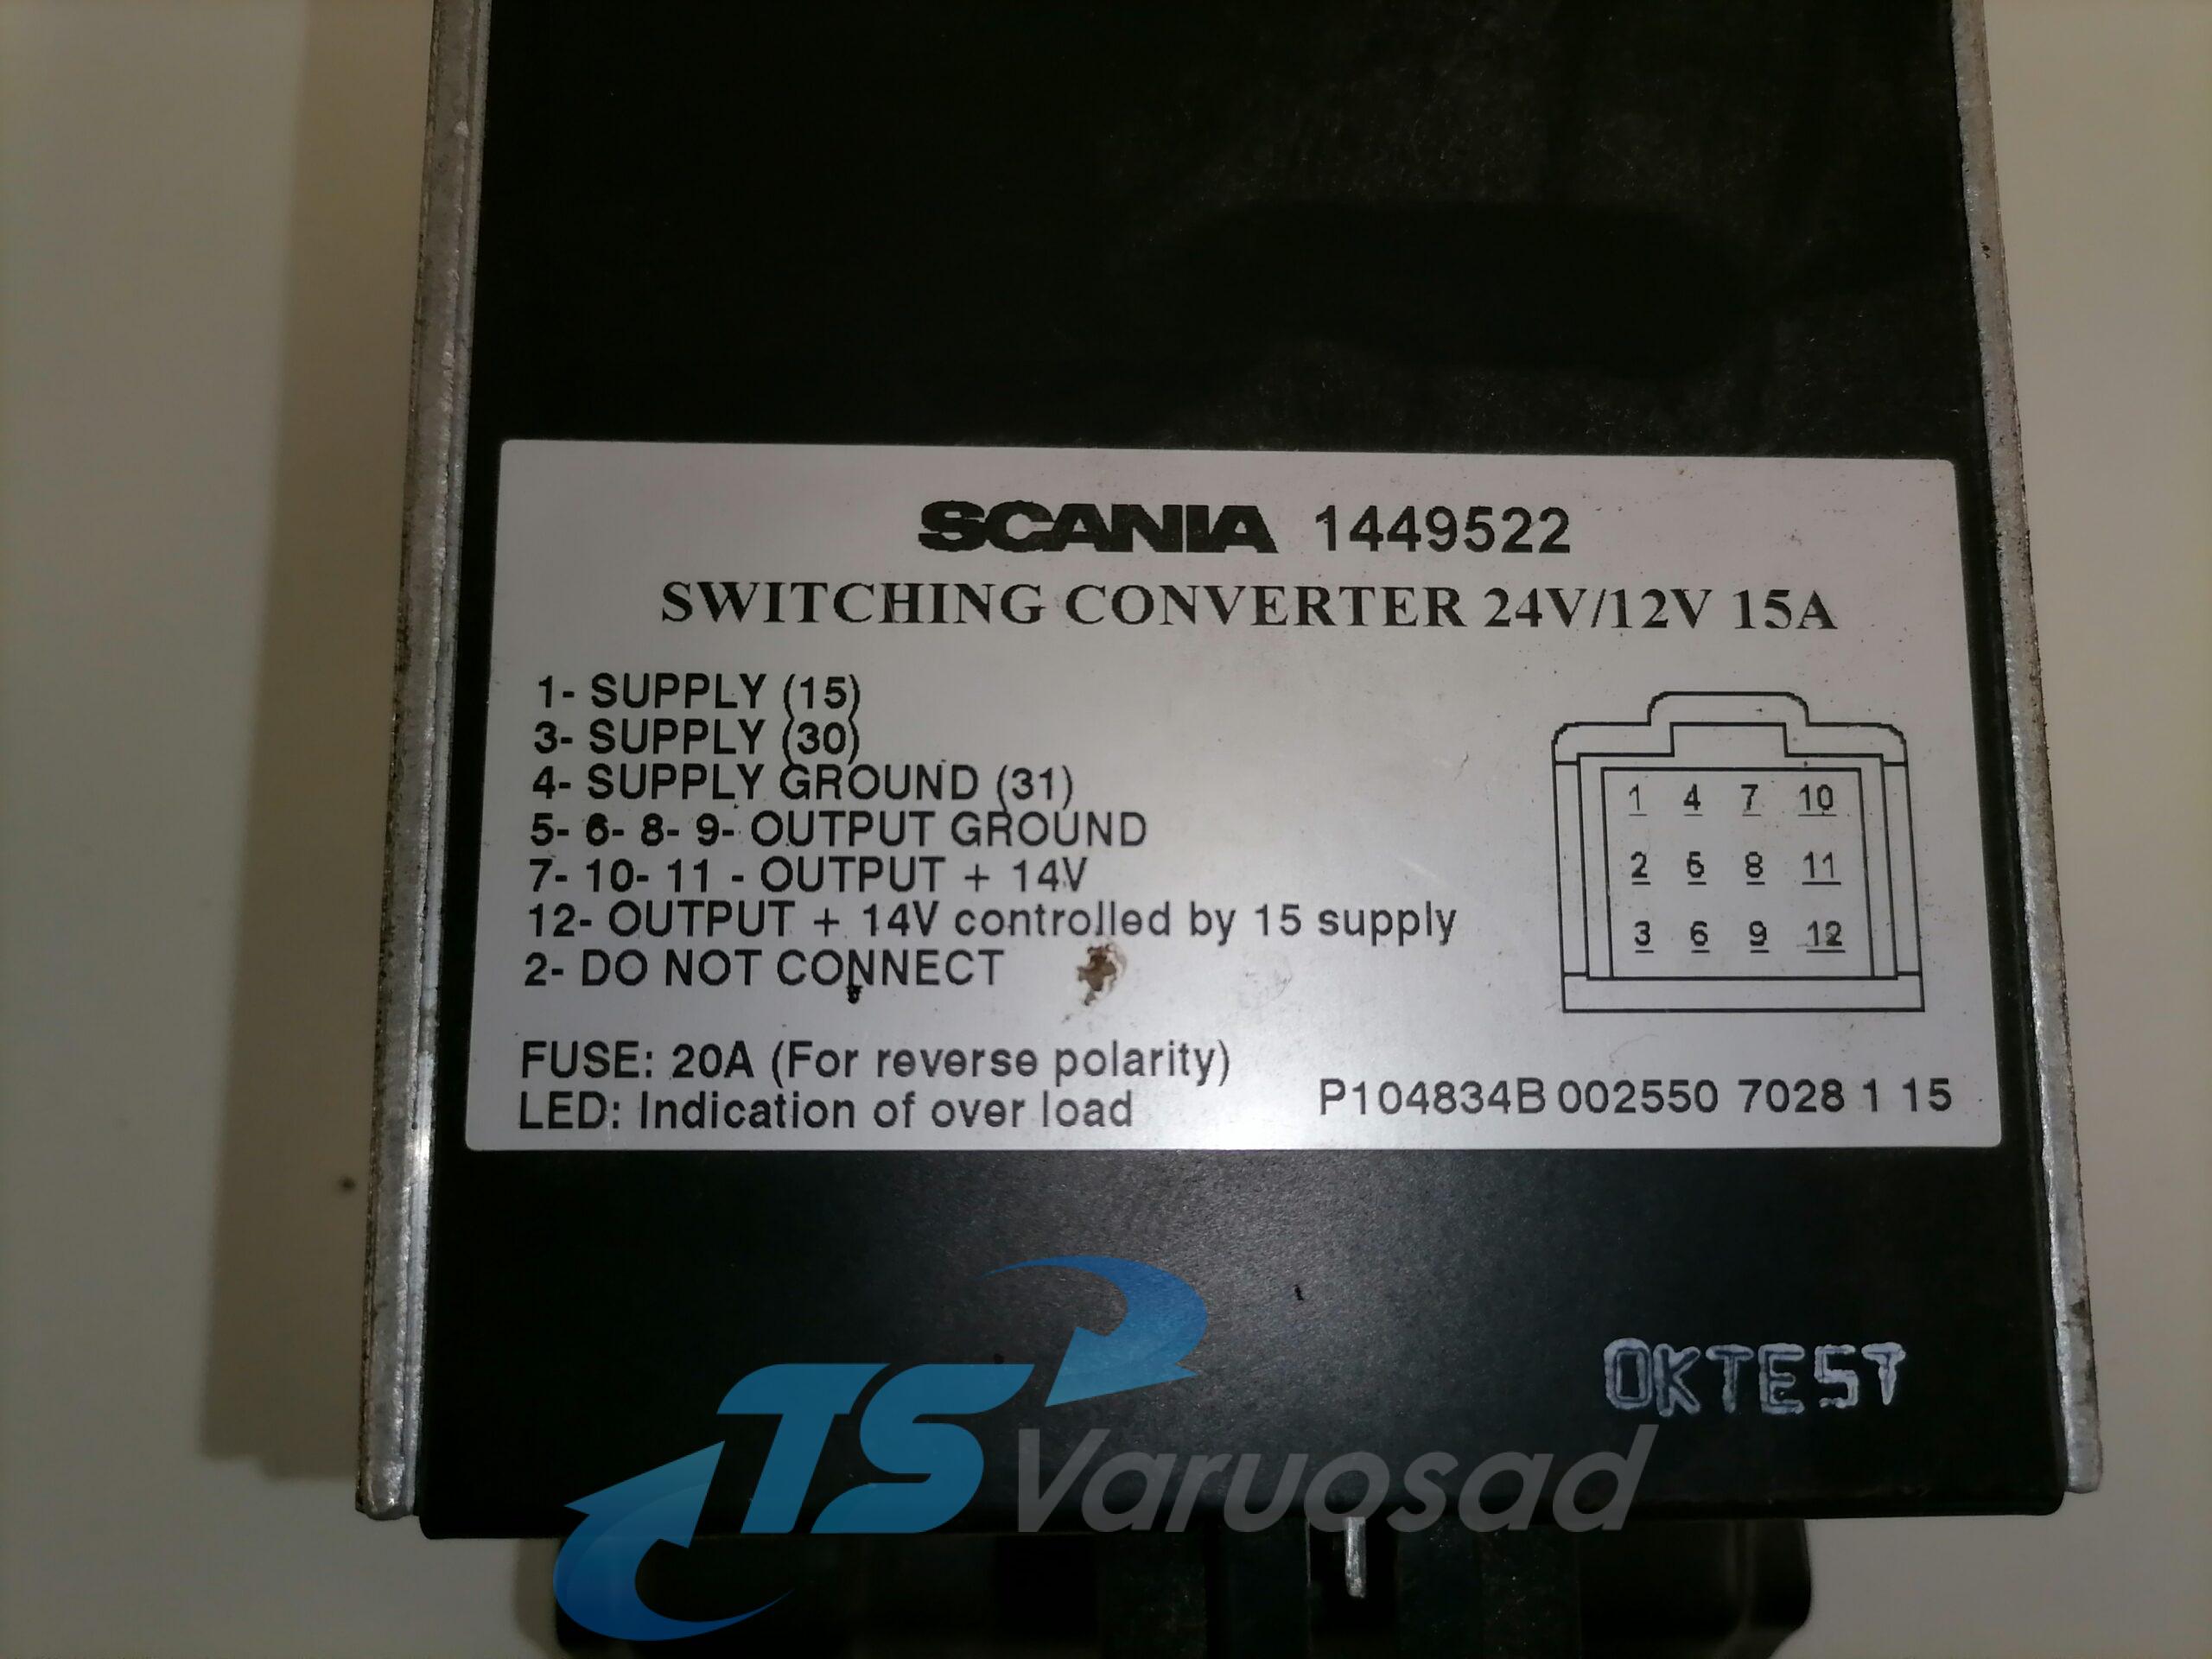 SCANIA 1449522
SWITCHING CONVERTER 24V/12V 15A
1- SUPPLY (15)
3- SUPPLY (30)
4- SUPPLY GROUND (31)
5- 6- 8- 9- OUTPUT GROUND
7- 10- 11 - OUTPUT + 14V
12- OUTPUT + 14V controlled by 15 supply
2- DO NOT CONNECT
1 4 7 10
2 5 8 11
3 6 9 12
FUSE: 20A (For reverse polarity)
LED: Indication of over load
P104834B 002550 7028 1 15
OKTEST
TS Varuosad